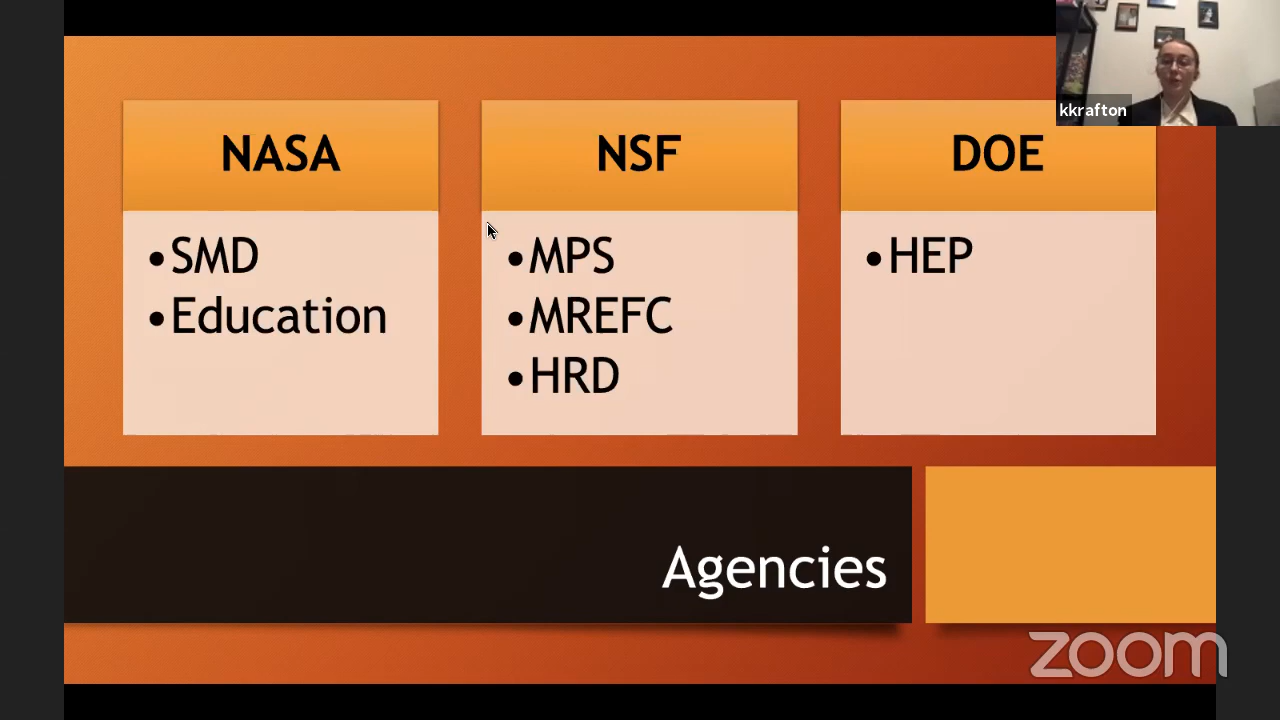 kkrafton
NASA
•SMD
•Education
NSF
•MPS
•MREFC
•HRD
DOE
•HEP
Agencies
zoom